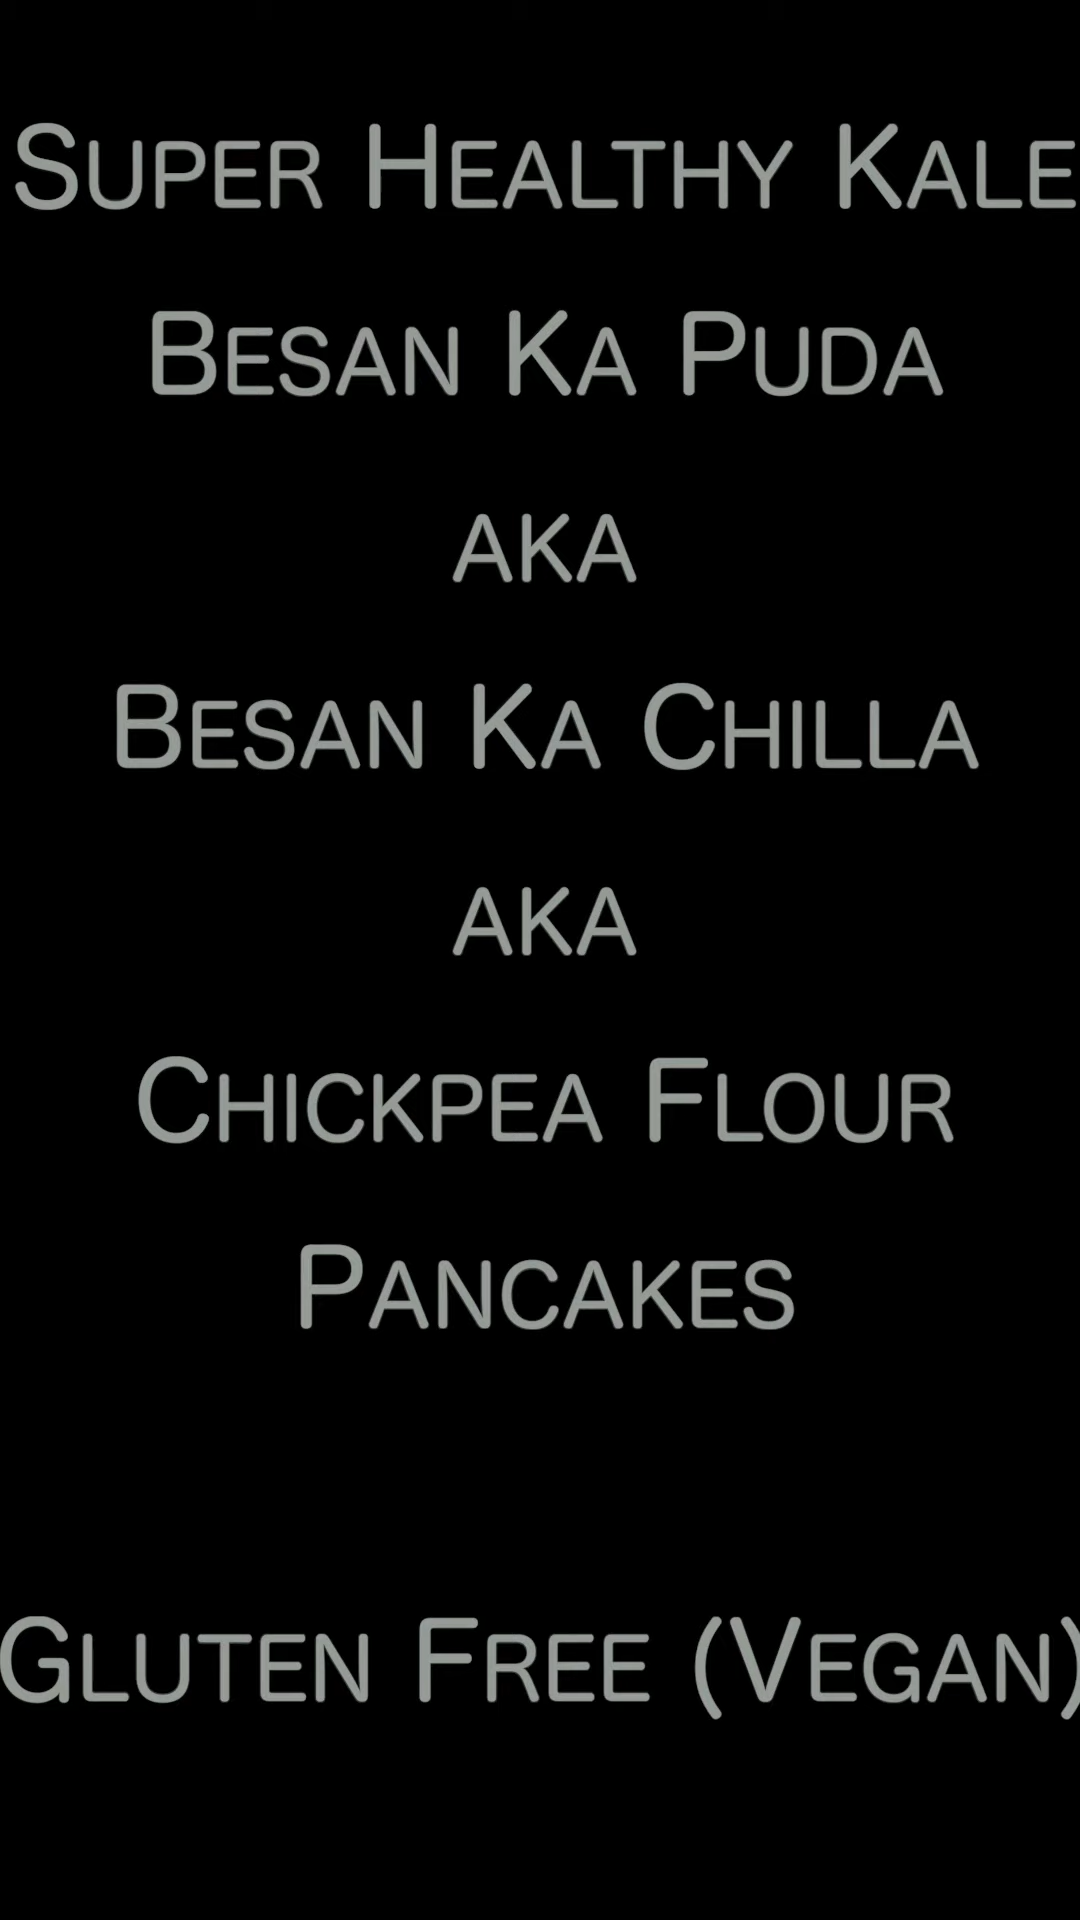 Super Healthy Kale
Besan Ka Puda
aka
Besan Ka Chilla
aka
Chickpea Flour
Pancakes
Gluten Free (Vegan)